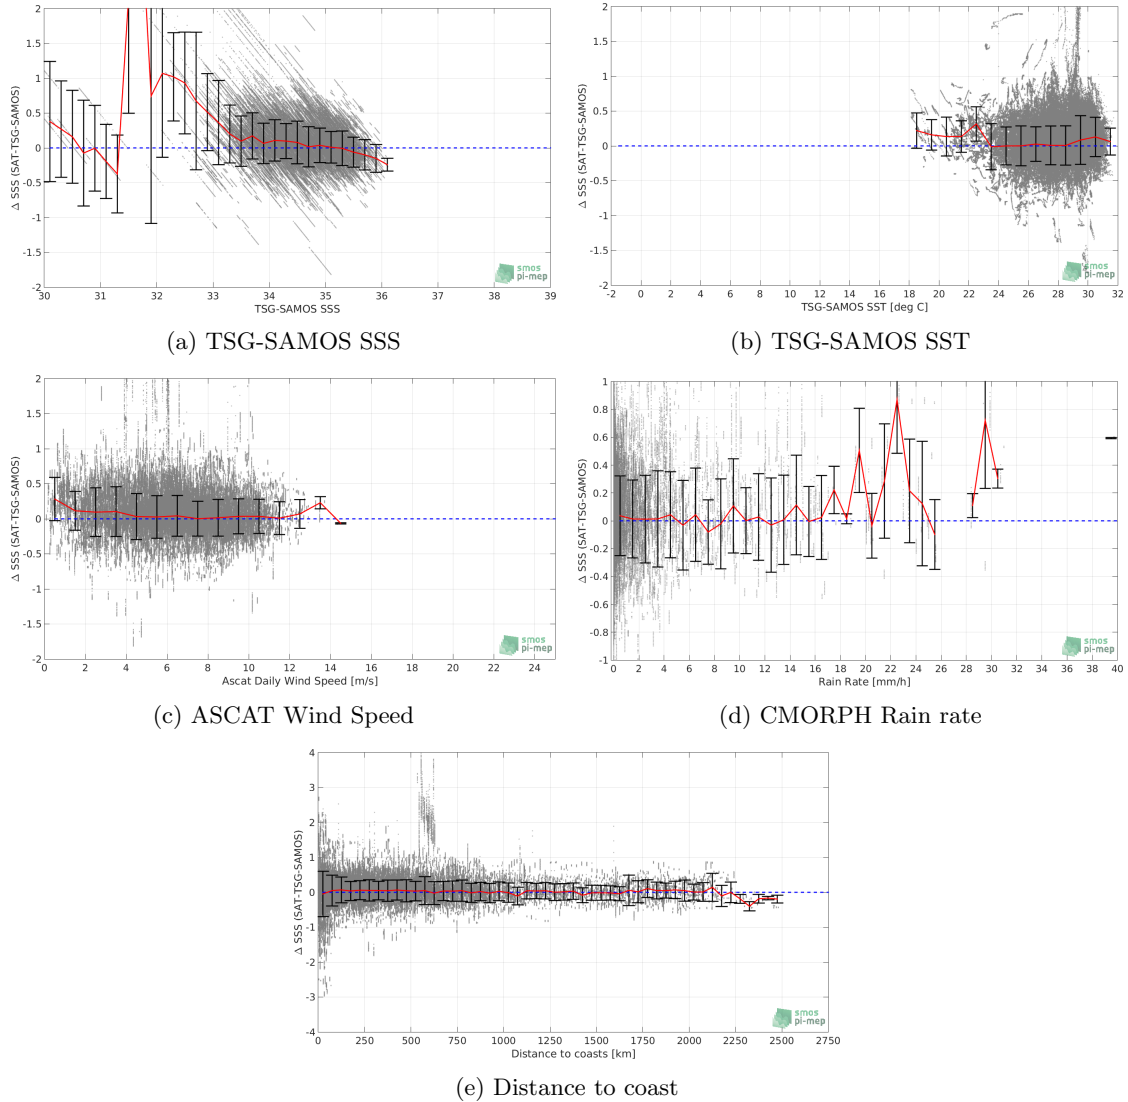 2
1.5
1
0.5
0
-0.5
-1
-1.5
-2
Δ SSS (SAT-TSG-SAMOS)
30 31 32 33 34 35 36 37 38 39
TSG-SAMOS SSS
smos
pi-mep
(a) TSG-SAMOS SSS
2
1.5
1
0.5
0
-0.5
-1
-1.5
-2
Δ SSS (SAT-TSG-SAMOS)
-2 0 2 4 6 8 10 12 14 16 18 20 22 24 26 28 30 32
TSG-SAMOS SST [deg C]
smos
pi-mep
(b) TSG-SAMOS SST
2
1.5
1
0.5
0
-0.5
-1
-1.5
-2
Δ SSS (SAT-TSG-SAMOS)
0 2 4 6 8 10 12 14 16 18 20 22 24
Ascat Daily Wind Speed [m/s]
smos
pi-mep
(c) ASCAT Wind Speed
1
0.8
0.6
0.4
0.2
0
-0.2
-0.4
-0.6
-0.8
-1
Δ SSS (SAT-TSG-SAMOS)
0 2 4 6 8 10 12 14 16 18 20 22 24 26 28 30 32 34 36 38 40
Rain Rate [mm/h]
smos
pi-mep
(d) CMORPH Rain rate
4
3
2
1
0
-1
-2
-3
-4
Δ SSS (SAT-TSG-SAMOS)
0 250 500 750 1000 1250 1500 1750 2000 2250 2500 2750
Distance to coasts [km]
smos
pi-mep
(e) Distance to coast